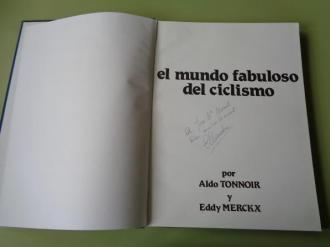 el mundo fabuloso
del ciclismo
por
Aldo TONNOIR
y
Eddy MERCKX